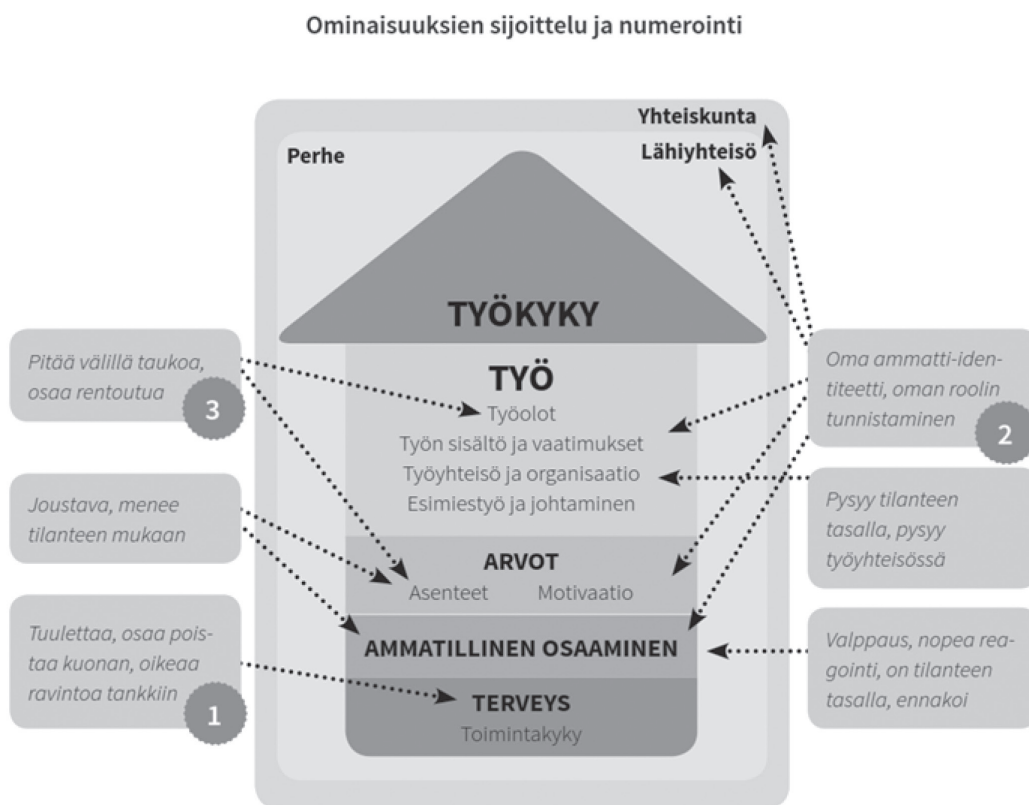 Ominaisuuksien sijoittelu ja numerointi
Yhteiskunta
Perhe
Lähiyhteisö
TYÖKYKY
TYÖ
Työolot
Työn sisältö ja vaatimukset
Työyhteisö ja organisaatio
Esimiestyö ja johtaminen
ARVOT
Asenteet Motivaatio
AMMATILLINEN OSAAMINEN
TERVEYS
Toimintakyky
Pitää välillä taukoa,
osaa rentoutua
3
Joustava, menee
tilanteen mukaan
Tuulettaa, osaa pois-
taa kuonan, oikeaa
ravintoa tankkiin
1
Oma ammatti-iden-
titeetti, oman roolin
tunnistaminen
2
Pysyy tilanteen
tasalla, pysyy
työyhteisössä
Valppaus, nopea rea-
gointi, on tilanteen
tasalla, ennakoi